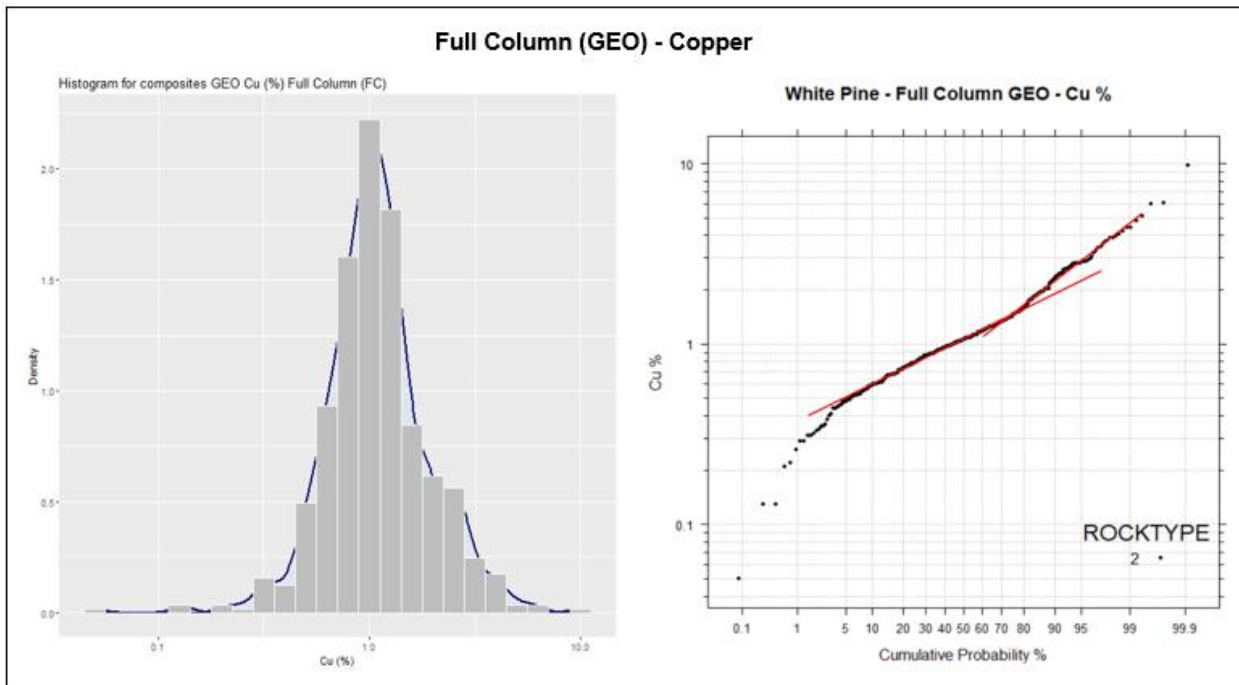 Full Column (GEO) - Copper
Histogram for composites GEO Cu (%) Full Column (FC)
2.0
1.5
1.0
0.5
0.0
Density
0.1
1.0
10.0
Cu (%)
White Pine - Full Column GEO - Cu %
10
1
0.1
Cu %
ROCKTYPE
2
0.1 1 5 10 20 30 40 50 60 70 80 90 95 99 99.9
Cumulative Probability %